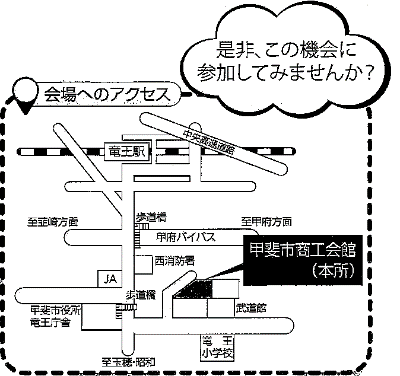 是非、この機会に
参加してみませんか？
会場へのアクセス
中央高速道路
竜王駅
歩道橋
至韮崎方面
至甲府方面
甲府バイパス
甲斐市商工会館
（本所）
西消防署
JA
歩道橋
甲斐市役所
竜王庁舎
武道館
竜王
小学校
至玉穂・昭和